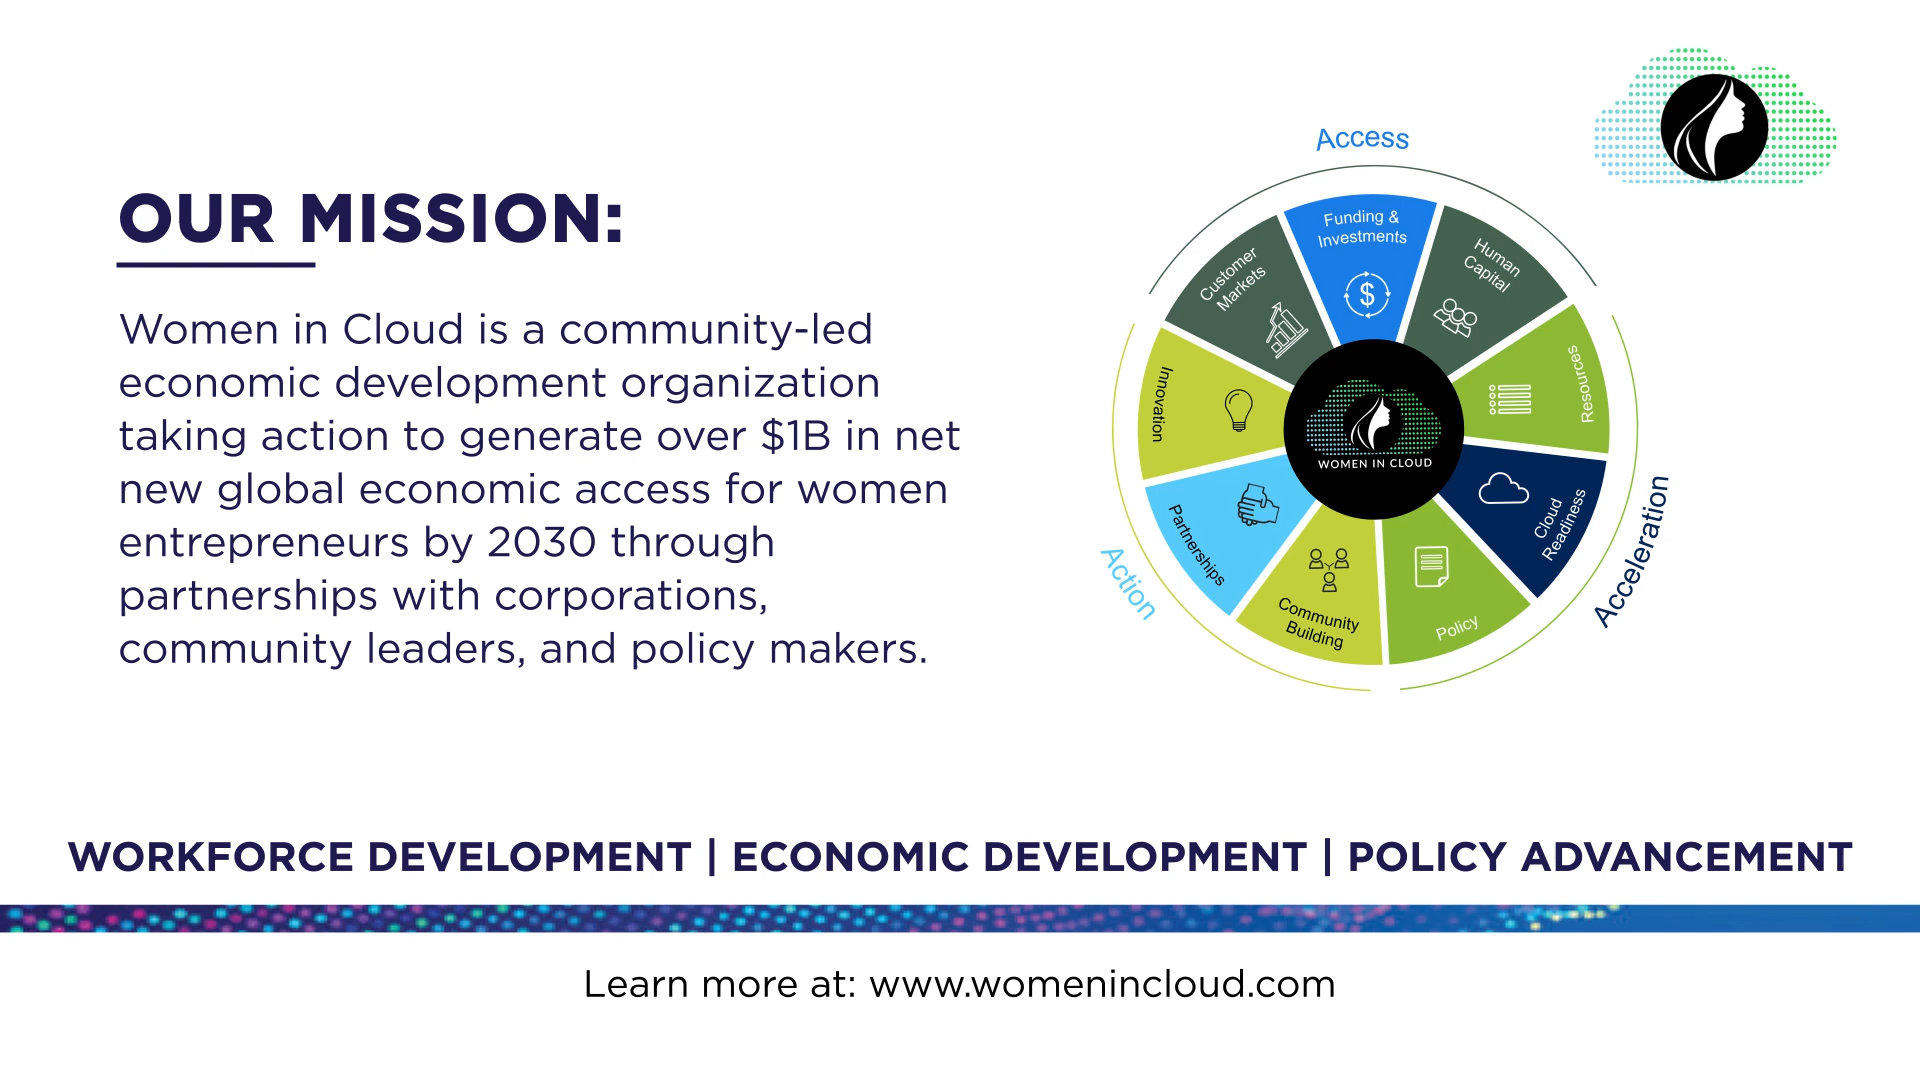 OUR MISSION:
Women in Cloud is a community-led
economic development organization
taking action to generate over $1B in net
new global economic access for women
entrepreneurs by 2030 through
partnerships with corporations,
community leaders, and policy makers.
Access
Funding &
Investments
$
Human
Capital
Resources
Cloud
Readiness
Policy
Community
Building
Partnerships
Innovation
Customer
Markets
WOMEN IN CLOUD
Acceleration
Action
WORKFORCE DEVELOPMENT | ECONOMIC DEVELOPMENT | POLICY ADVANCEMENT
Learn more at: www.womenincloud.com